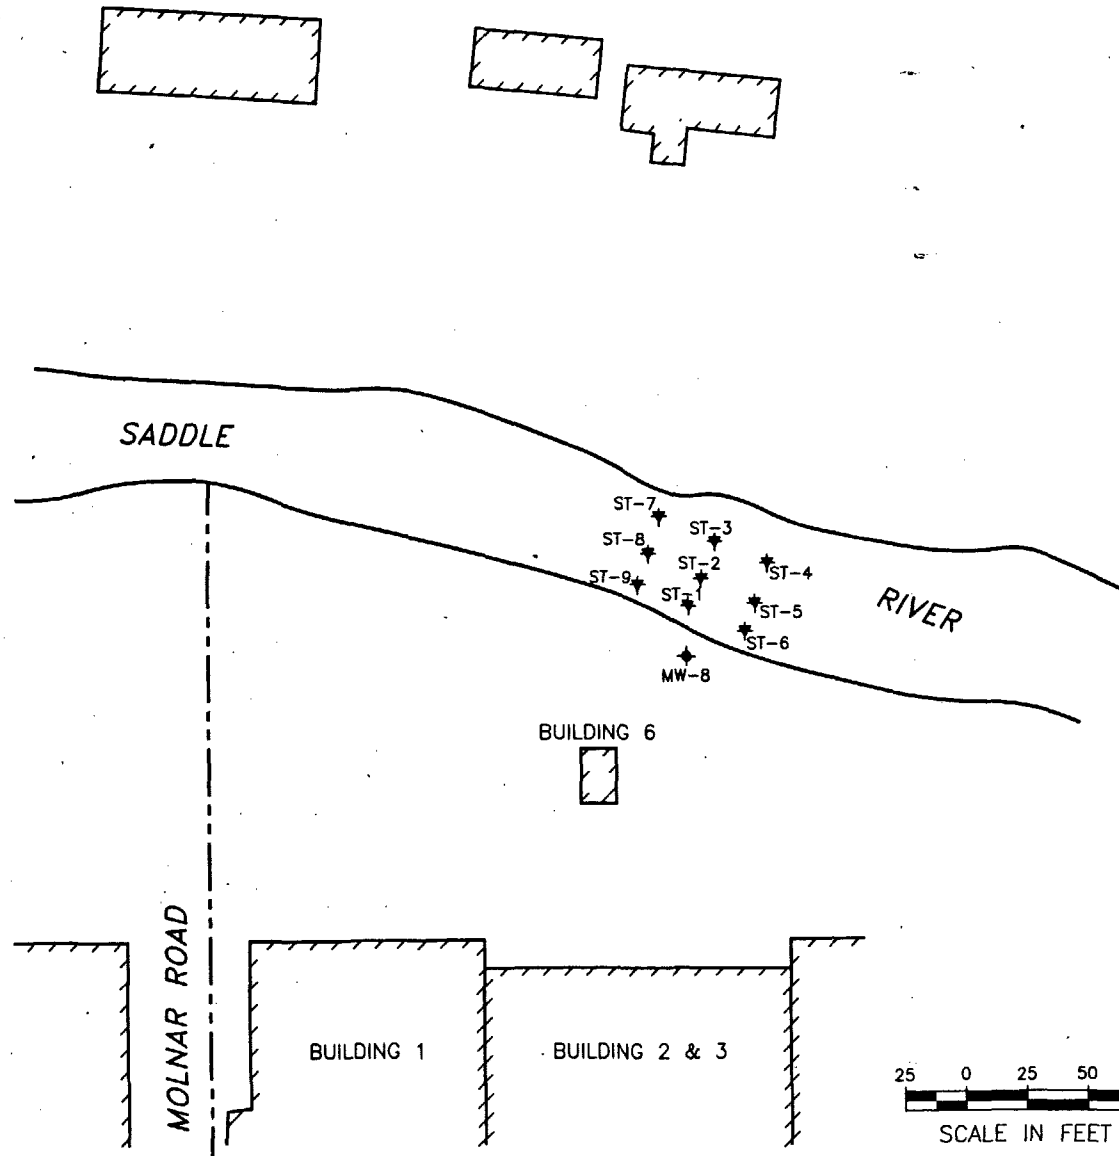 SADDLE
ST-7
ST-3
ST-8
ST-2
ST-4
ST-9
ST-1
ST-5
RIVER
ST-6
MW-8
BUILDING 6
MOLNAR ROAD
BUILDING 1
BUILDING 2 & 3
25 0 25 50
SCALE IN FEET